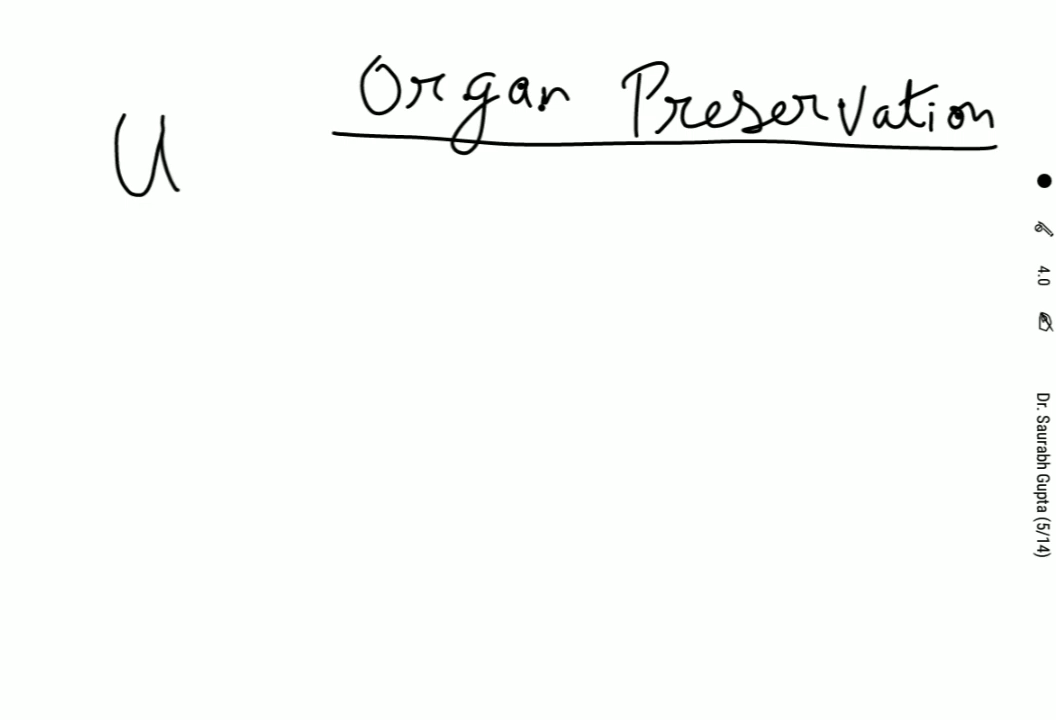 Organ Preservation
U
4.0
Dr. Saurabh Gupta (5/14)